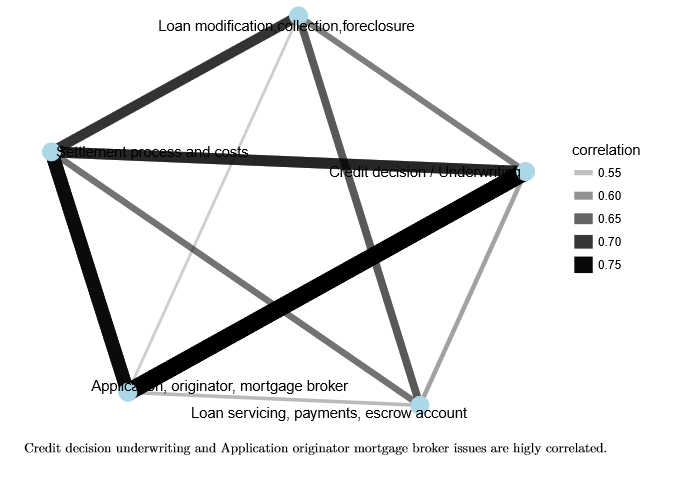 Loan modification,collection,foreclosure
Settlement process and costs
Credit decision / Underwriting
Application, originator, mortgage broker
Loan servicing, payments, escrow account
correlation
0.55
0.60
0.65
0.70
0.75
Credit decision underwriting and Application originator mortgage broker issues are higly correlated.